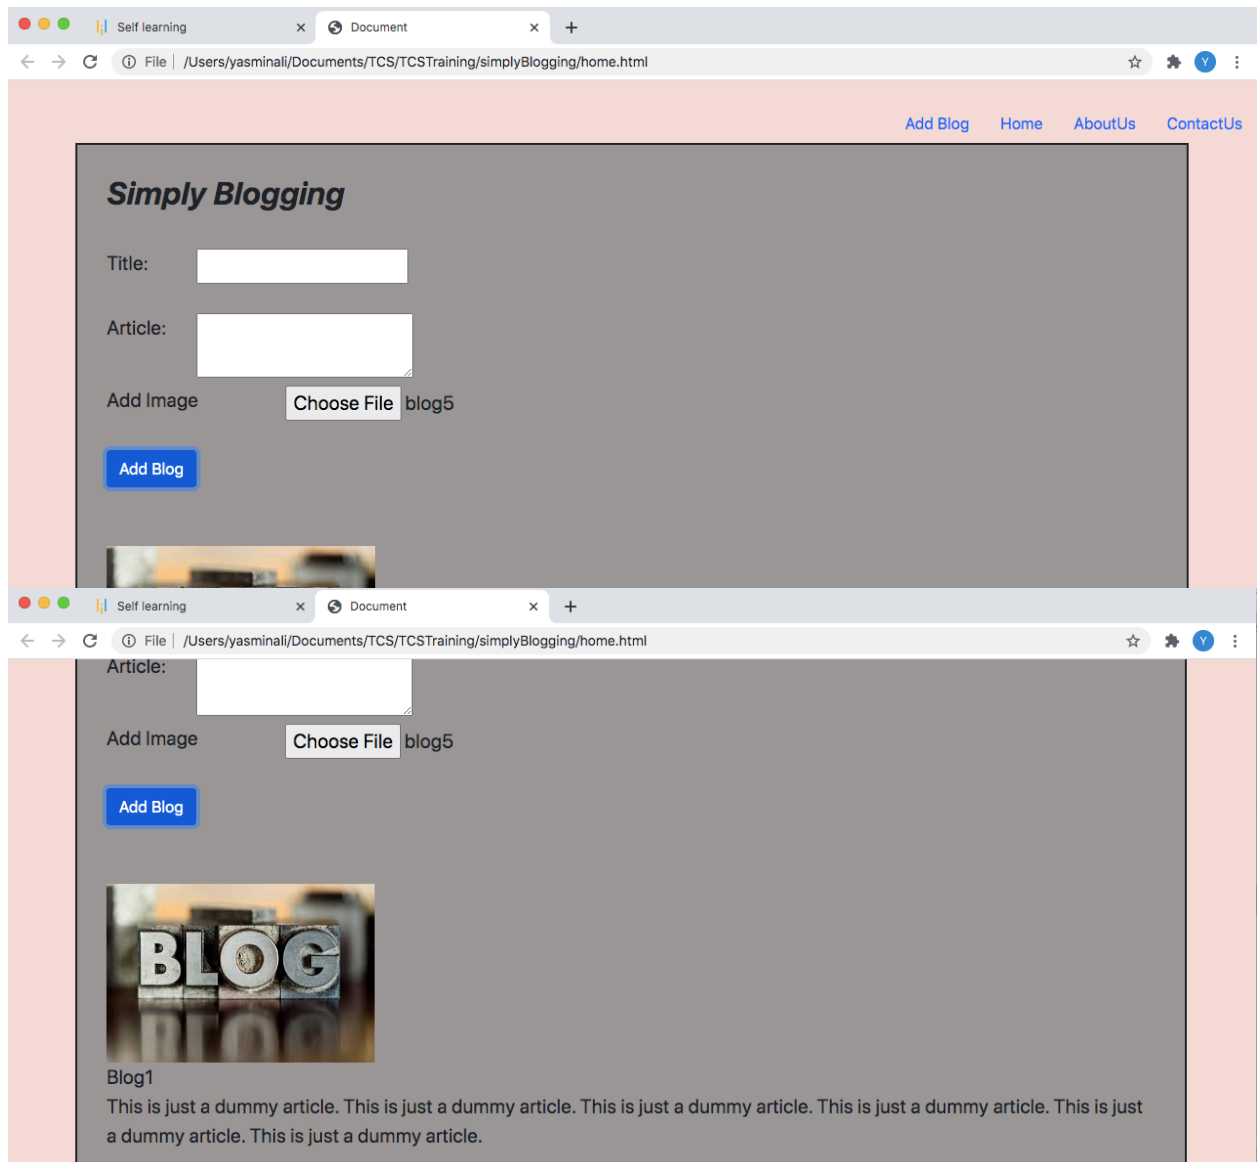 Self learning
Document
File | /Users/yasminali/Documents/TCS/TCSTraining/simplyBlogging/home.html
Y
Add Blog Home AboutUs ContactUs
Simply Blogging
Title:
Article:
Add Image Choose File blog5
Add Blog
Self learning
Document
File | /Users/yasminali/Documents/TCS/TCSTraining/simplyBlogging/home.html
Y
Article:
Add Image Choose File blog5
Add Blog
BLOG
Blog1
This is just a dummy article. This is just a dummy article. This is just a dummy article. This is just a dummy article. This is just
a dummy article. This is just a dummy article.